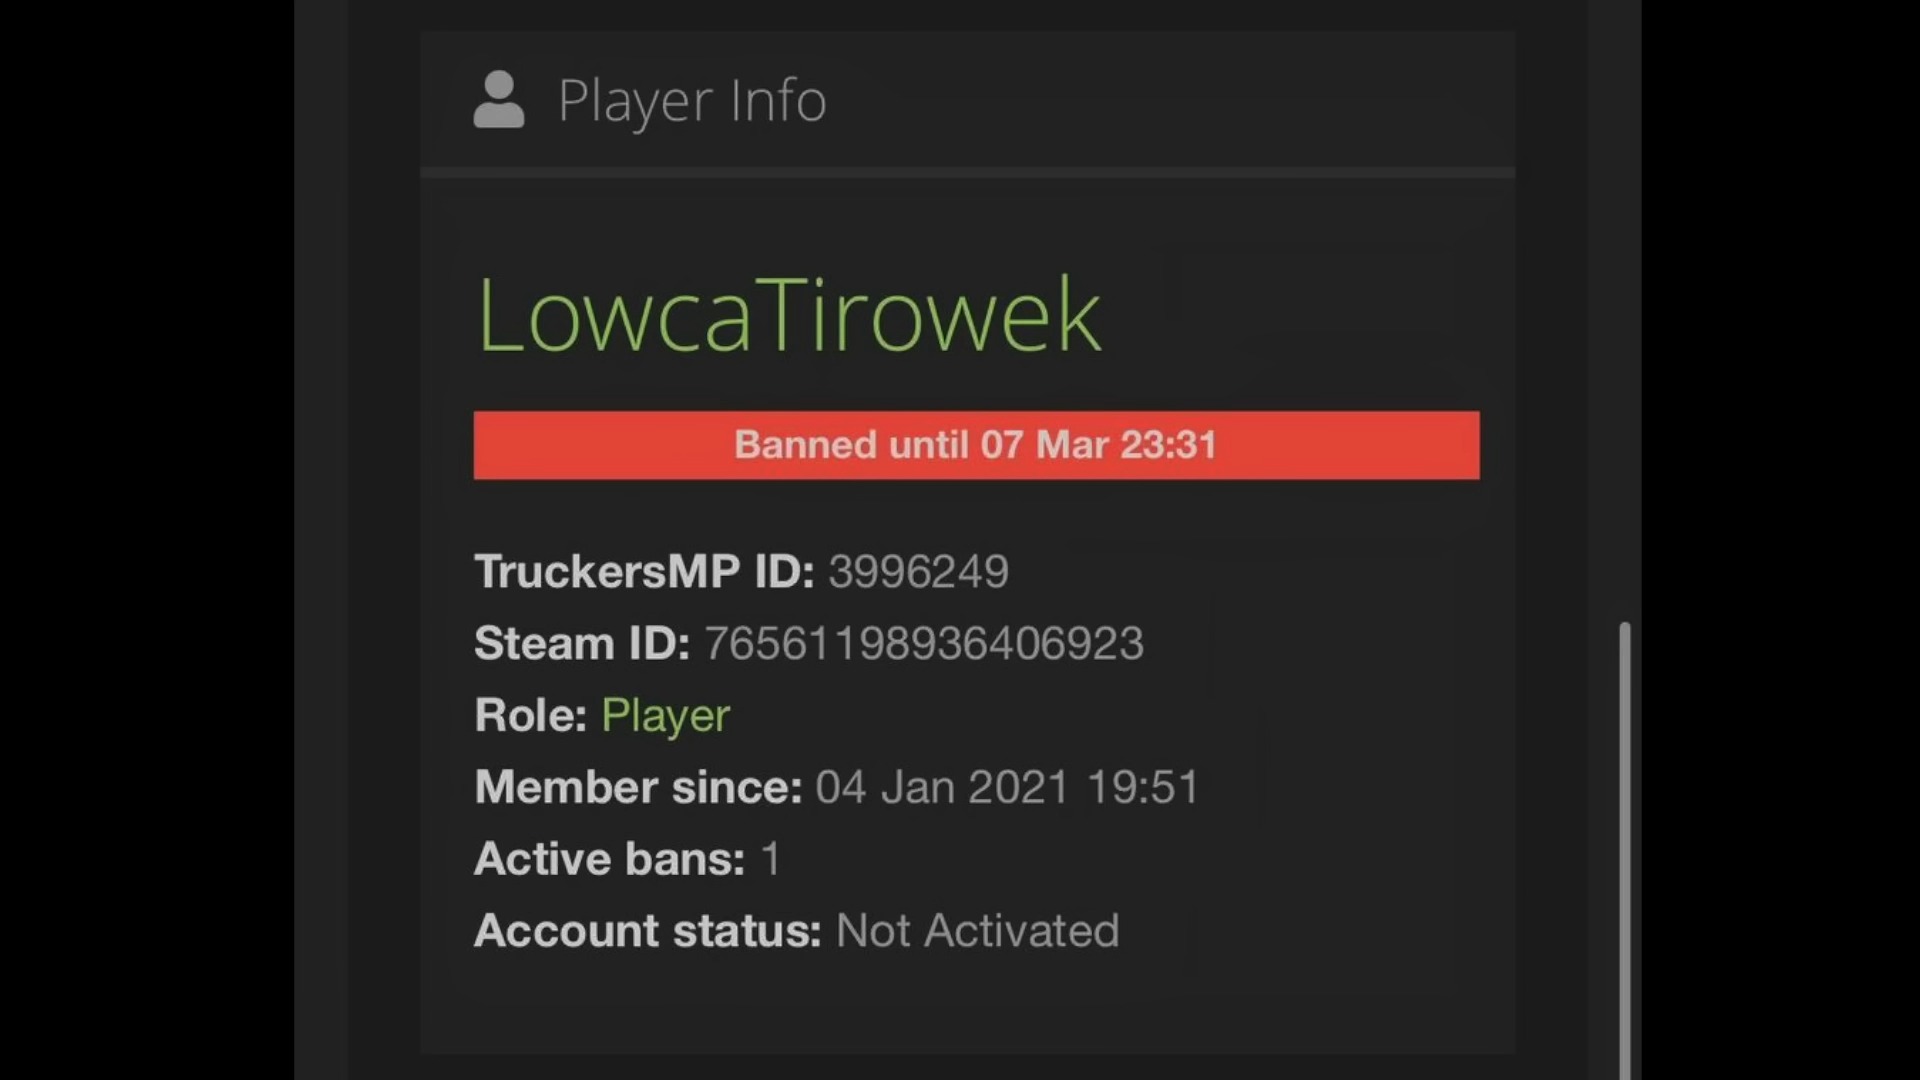 Player Info
LowcaTirowek
Banned until 07 Mar 23:31
TruckersMP ID: 3996249
Steam ID: 76561198936406923
Role: Player
Member since: 04 Jan 2021 19:51
Active bans: 1
Account status: Not Activated